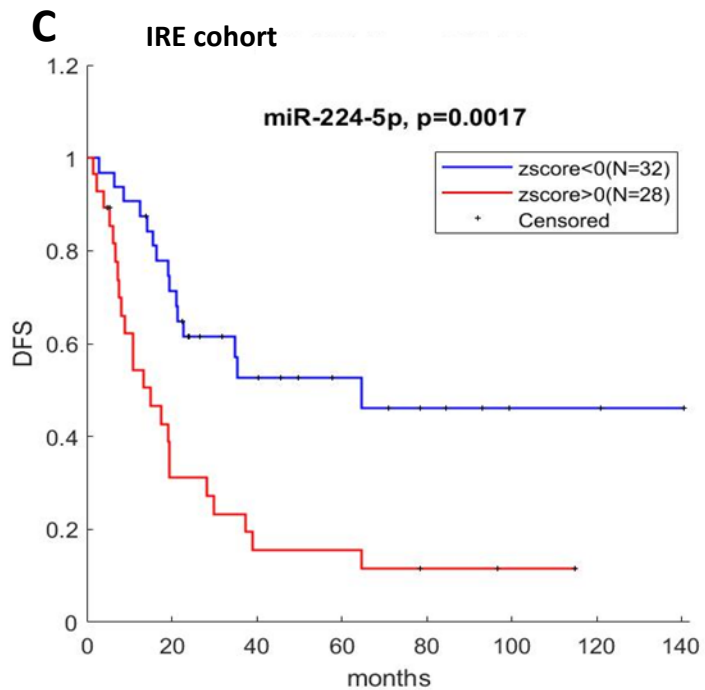 C
IRE cohort
miR-224-5p, p=0.0017
zscore<0(N=32)
zscore>0(N=28)
Censored
DFS
1.2
1
0.8
0.6
0.4
0.2
0
0 20 40 60 80 100 120 140
months